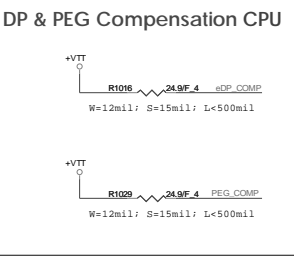 DP & PEG Compensation CPU
+VTT
R1016 24.9/F_4 eDP_COMP
W=12mil; S=15mil; L<500mil
+VTT
R1029 24.9/F_4 PEG_COMP
W=12mil; S=15mil; L<500mil